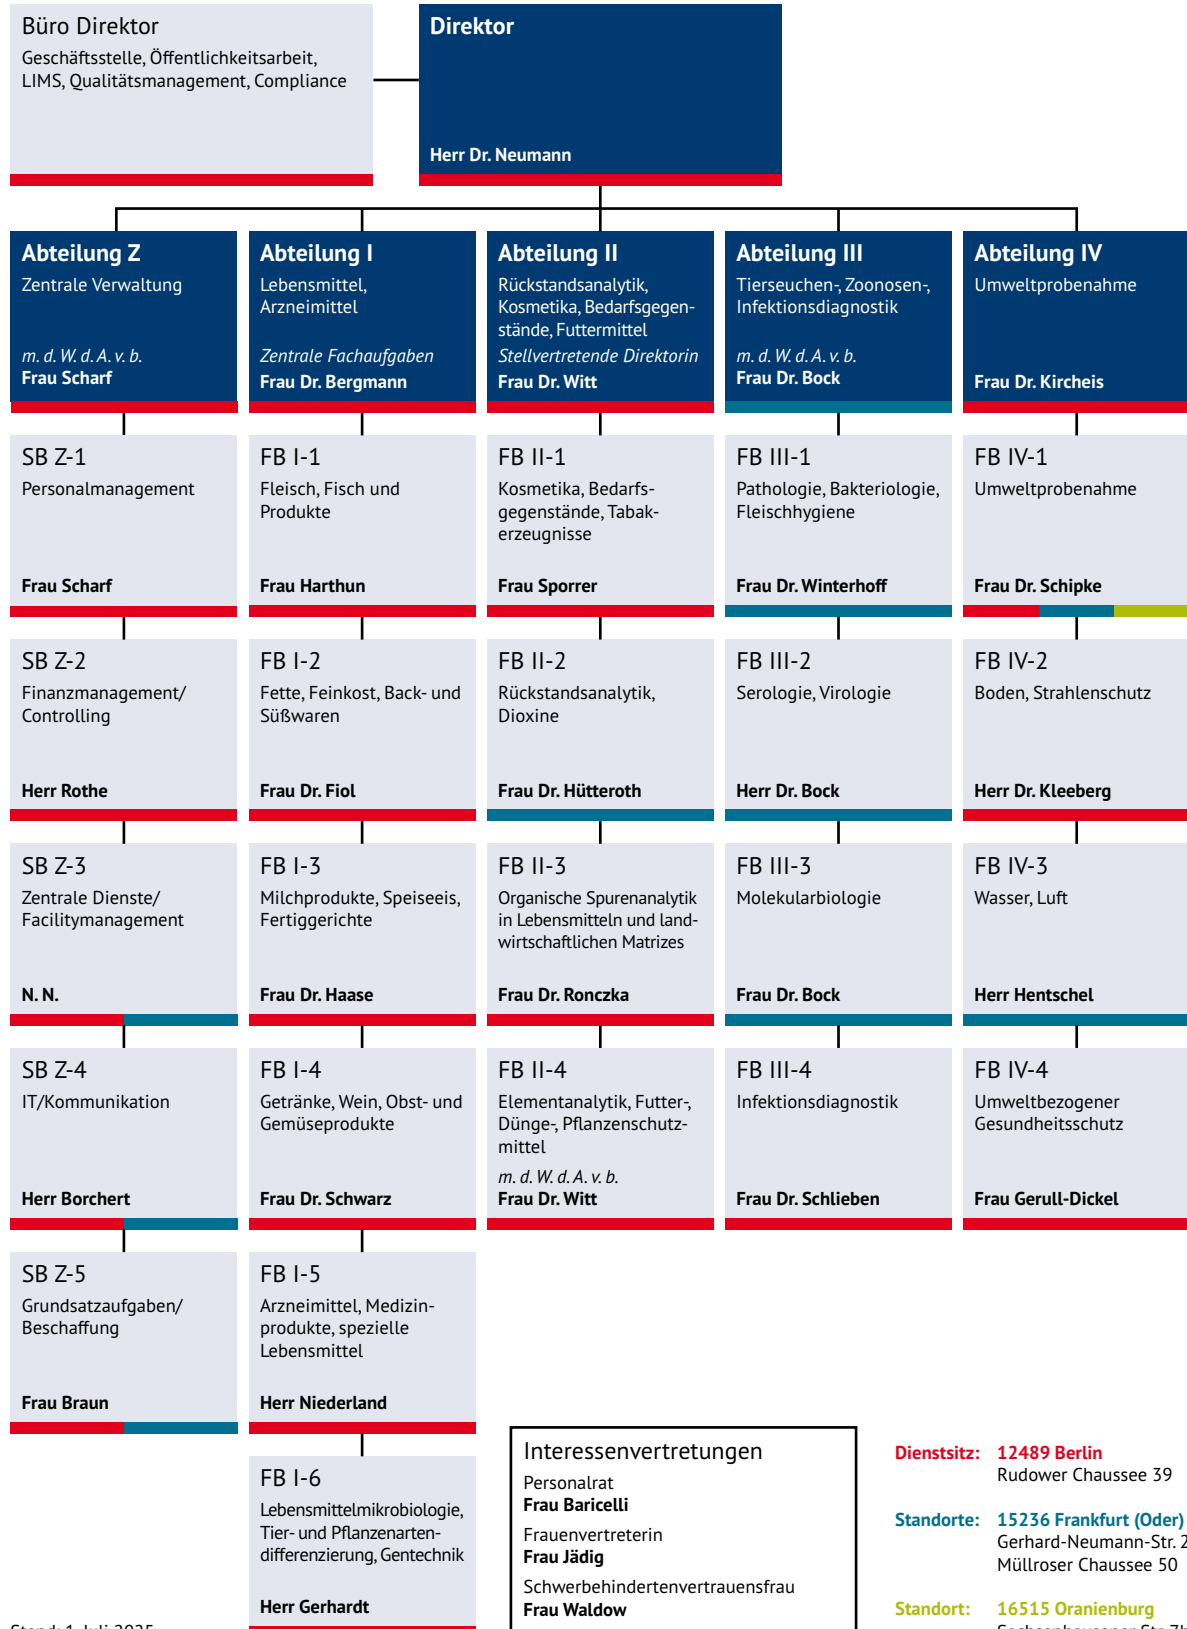 Büro Direktor
Geschäftsstelle, Öffentlichkeitsarbeit,
LIMS, Qualitätsmanagement, Compliance
Direktor
Herr Dr. Neumann
Abteilung Z
Zentrale Verwaltung
m. d. W. d. A. v. b.
Frau Scharf
Abteilung I
Lebensmittel,
Arzneimittel
Zentrale Fachaufgaben
Frau Dr. Bergmann
Abteilung II
Rückstandsanalytik,
Kosmetika, Bedarfsgegen-
stände, Futtermittel
Stellvertretende Direktorin
Frau Dr. Witt
Abteilung III
Tierseuchen-, Zoonosen-,
Infektionsdiagnostik
m. d. W. d. A. v. b.
Frau Dr. Bock
Abteilung IV
Umweltprobenahme
Frau Dr. Kircheis
SB Z-1
Personalmanagement
Frau Scharf
FB I-1
Fleisch, Fisch und
Produkte
Frau Harthun
FB II-1
Kosmetika, Bedarfs-
gegenstände, Tabak-
erzeugnisse
Frau Sporrer
FB III-1
Pathologie, Bakteriologie,
Fleischhygiene
Frau Dr. Winterhoff
FB IV-1
Umweltprobenahme
Frau Dr. Schipke
SB Z-2
Finanzmanagement/
Controlling
Herr Rothe
FB I-2
Fette, Feinkost, Back- und
Süßwaren
Frau Dr. Fiol
FB II-2
Rückstandsanalytik,
Dioxine
Frau Dr. Hütteroth
FB III-2
Serologie, Virologie
Herr Dr. Bock
FB IV-2
Boden, Strahlenschutz
Herr Dr. Kleeberg
SB Z-3
Zentrale Dienste/
Facilitymanagement
N. N.
FB I-3
Milchprodukte, Speiseeis,
Fertiggerichte
Frau Dr. Haase
FB II-3
Organische Spurenanalytik
in Lebensmitteln und land-
wirtschaftlichen Matrizes
Frau Dr. Ronczka
FB III-3
Molekularbiologie
Frau Dr. Bock
FB IV-3
Wasser, Luft
Herr Hentschel
SB Z-4
IT/Kommunikation
Herr Borchert
FB I-4
Getränke, Wein, Obst- und
Gemüseprodukte
Frau Dr. Schwarz
FB II-4
Elementanalytik, Futter-,
Dünge-, Pflanzenschutz-
mittel
m. d. W. d. A. v. b.
Frau Dr. Witt
FB III-4
Infektionsdiagnostik
Frau Dr. Schlieben
FB IV-4
Umweltbezogener
Gesundheitsschutz
Frau Gerull-Dickel
SB Z-5
Grundsatzaufgaben/
Beschaffung
Frau Braun
FB I-5
Arzneimittel, Medizin-
produkte, spezielle
Lebensmittel
Herr Niederland
FB I-6
Lebensmittelmikrobiologie,
Tier- und Pflanzenarten-
differenzierung, Gentechnik
Herr Gerhardt
Interessenvertretungen
Personalrat
Frau Baricelli
Frauenvertreterin
Frau Jädig
Schwerbehindertenvertrauensfrau
Frau Waldow
Dienstsitz: 12489 Berlin
Rudower Chaussee 39
Standorte: 15236 Frankfurt (Oder)
Gerhard-Neumann-Str. 2
Müllroser Chaussee 50
Standort: 16515 Oranienburg
Stand: 1. Juli 2025